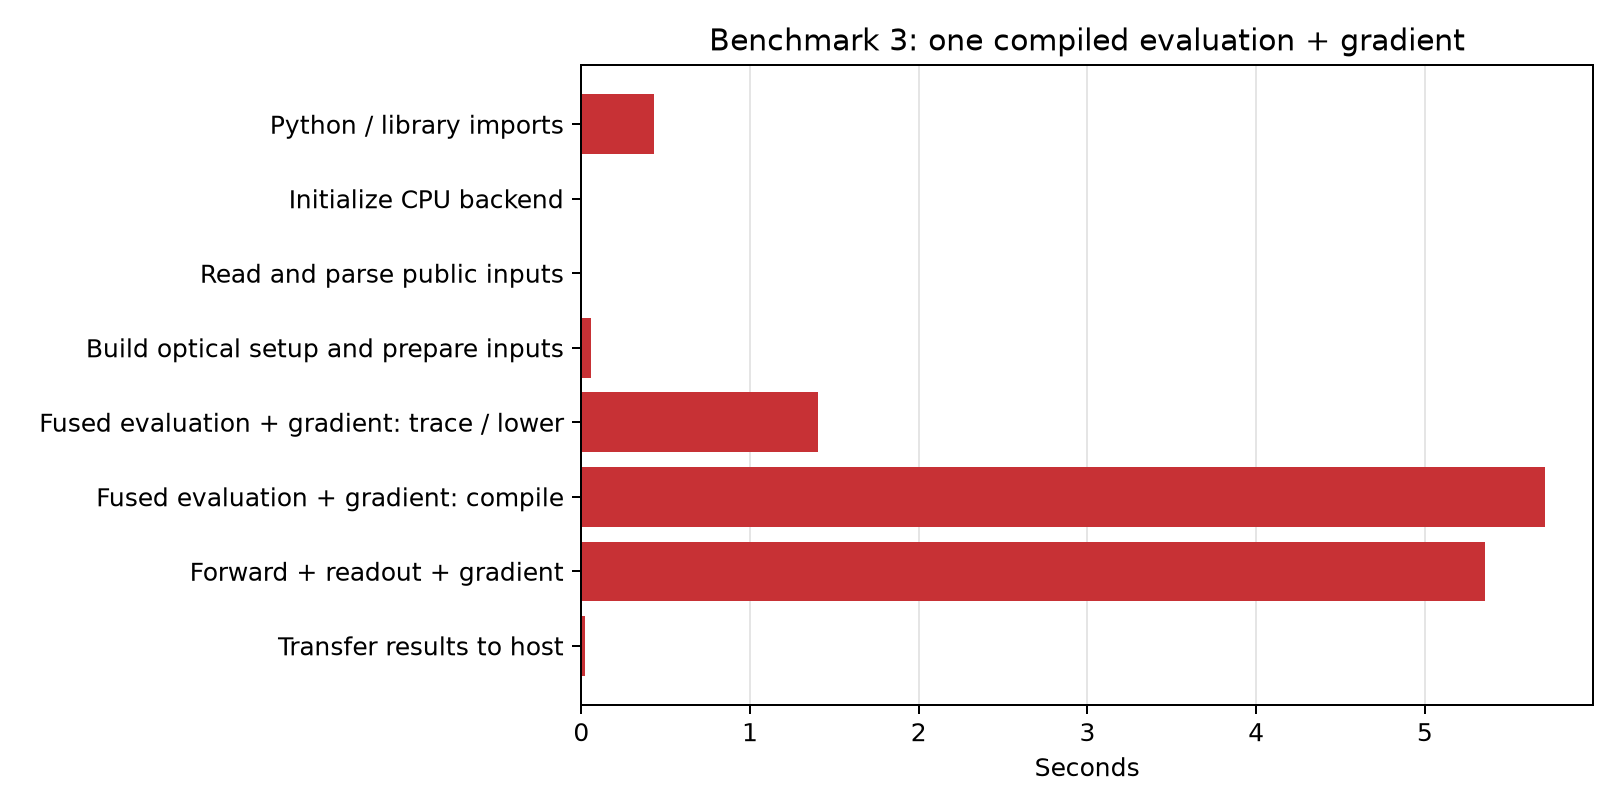 Benchmark 3: one compiled evaluation + gradient
Python / library imports
Initialize CPU backend
Read and parse public inputs
Build optical setup and prepare inputs
Fused evaluation + gradient: trace / lower
Fused evaluation + gradient: compile
Forward + readout + gradient
Transfer results to host
0 1 2 3 4 5
Seconds